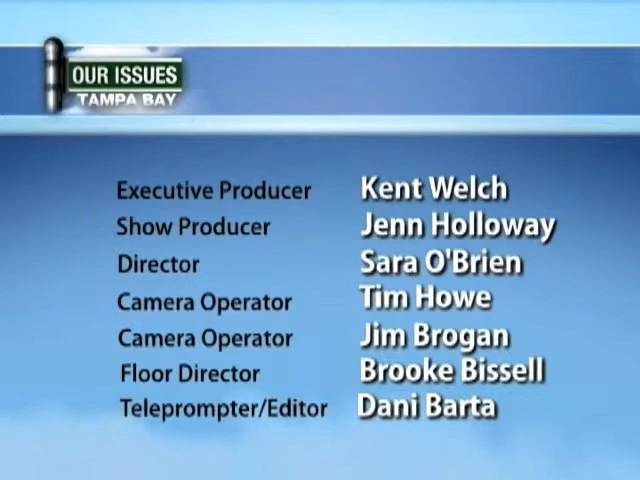 OUR ISSUES
TAMPA BAY
Executive Producer Kent Welch
Show Producer Jenn Holloway
Director Sara O'Brien
Camera Operator Tim Howe
Camera Operator Jim Brogan
Floor Director Brooke Bissell
Teleprompter/Editor Dani Barta